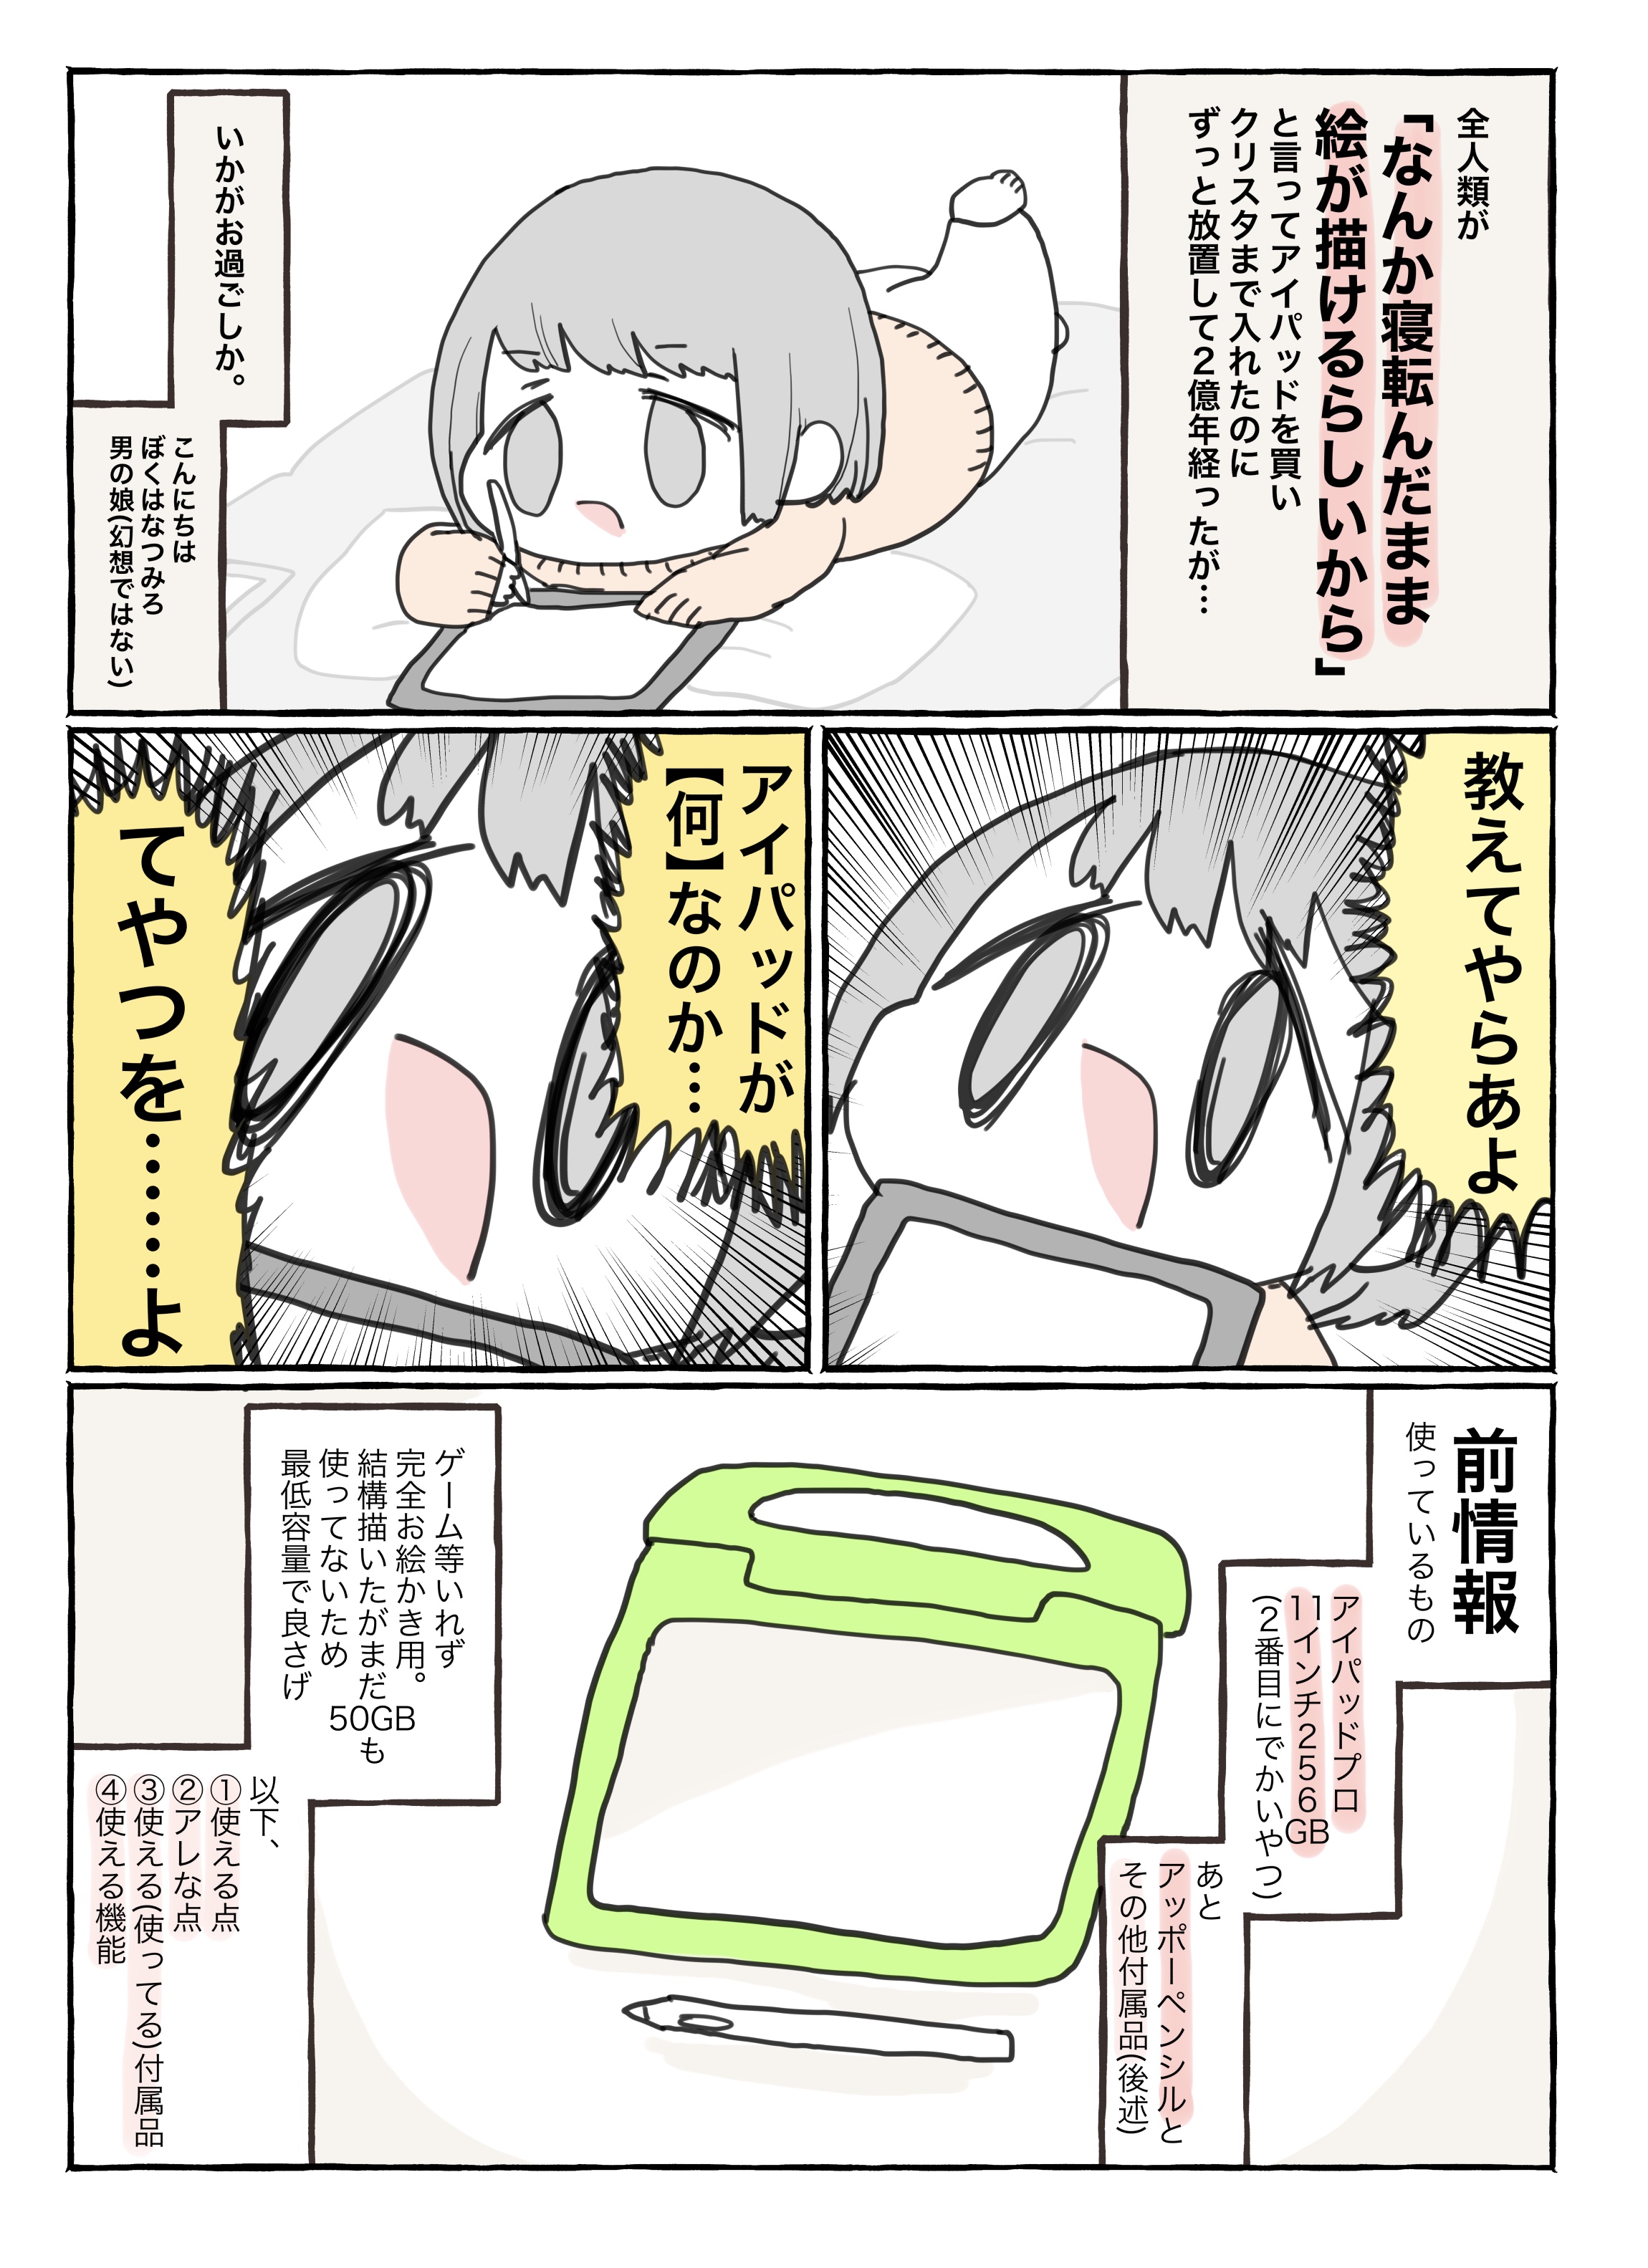 全人類が
「なんか寝転んだまま
絵が描けるらしいから」
と言ってアイパッドを買い
クリスタまで入れたのに
ずっと放置して２億年経ったが…
いかがお過ごしか。
こんにちは
ぼくはなつみろ
男の娘(幻想ではない)
教えてやらあよ
アイパッドが
【何】なのか…
てやつを………よ
前情報
使っているもの
アイパッドプロ
11インチ２５６GB
(２番目にでかいやつ)
あと
アッポーペンシルと
その他付属品(後述)
ゲーム等いれず
完全お絵かき用。
結構描いたがまだ50GBも
使ってないため
最低容量で良さげ
以下、
①使える点
②アレな点
③使える(使ってる)付属品
④使える機能